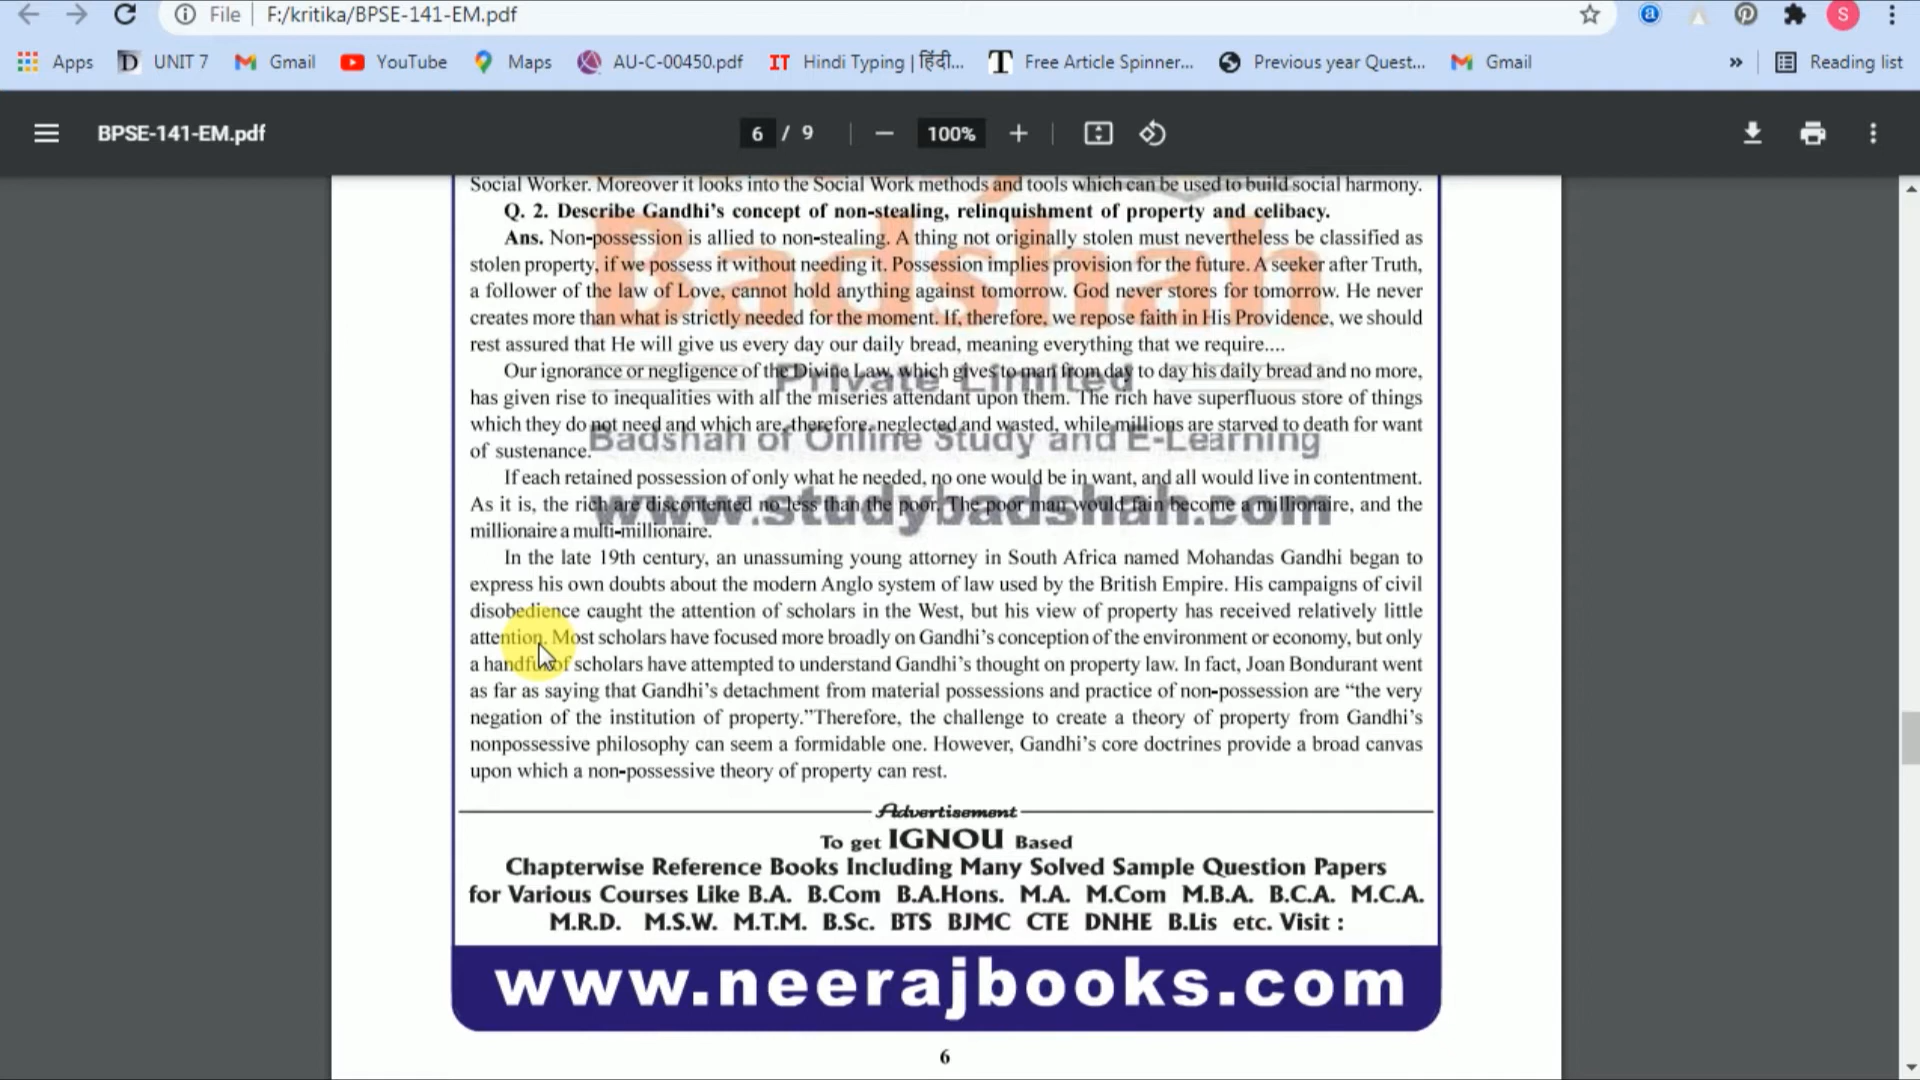 File F:/kritika/BPSE-141-EM.pdf
a S
Apps D UNIT 7 Gmail YouTube Maps AU-C-00450.pdf IT Hindi Typing | हिंदी... T Free Article Spinner... Previous year Quest... Gmail » Reading list
BPSE-141-EM.pdf 6 / 9 100%
Social Worker. Moreover it looks into the Social Work methods and tools which can be used to build social harmony.
Q. 2. Describe Gandhi's concept of non-stealing, relinquishment of property and celibacy.
Ans. Non-possession is allied to non-stealing. A thing not originally stolen must nevertheless be classified as
stolen property, if we possess it without needing it. Possession implies provision for the future. A seeker after Truth,
a follower of the law of Love, cannot hold anything against tomorrow. God never stores for tomorrow. He never
creates more than what is strictly needed for the moment. If, therefore, we repose faith in His Providence, we should
rest assured that He will give us every day our daily bread, meaning everything that we require....
Our ignorance or negligence of the Divine Law, which gives to man from day to day his daily bread and no more,
has given rise to inequalities with all the miseries attendant upon them. The rich have superfluous store of things
which they do not need and which are, therefore, neglected and wasted, while millions are starved to death for want
of sustenance.
If each retained possession of only what he needed, no one would be in want, and all would live in contentment.
As it is, the rich are discontented no less than the poor. The poor man would fain become a millionaire, and the
millionaire a multi-millionaire.
In the late 19th century, an unassuming young attorney in South Africa named Mohandas Gandhi began to
express his own doubts about the modern Anglo system of law used by the British Empire. His campaigns of civil
disobedience caught the attention of scholars in the West, but his view of property has received relatively little
attention. Most scholars have focused more broadly on Gandhi's conception of the environment or economy, but only
a handful of scholars have attempted to understand Gandhi's thought on property law. In fact, Joan Bondurant went
as far as saying that Gandhi's detachment from material possessions and practice of non-possession are “the very
negation of the institution of property.”Therefore, the challenge to create a theory of property from Gandhi's
nonpossessive philosophy can seem a formidable one. However, Gandhi's core doctrines provide a broad canvas
upon which a non-possessive theory of property can rest.
Badshah
Private Limited
Badshah of Online Study and E-Learning
www.studybadshah.com
Advertisement
To get IGNOU Based
Chapterwise Reference Books Including Many Solved Sample Question Papers
for Various Courses Like B.A. B.Com B.A.Hons. M.A. M.Com M.B.A. B.C.A. M.C.A.
M.R.D. M.S.W. M.T.M. B.Sc. BTS BJMC CTE DNHE B.Lis etc. Visit :
www.neerajbooks.com
6